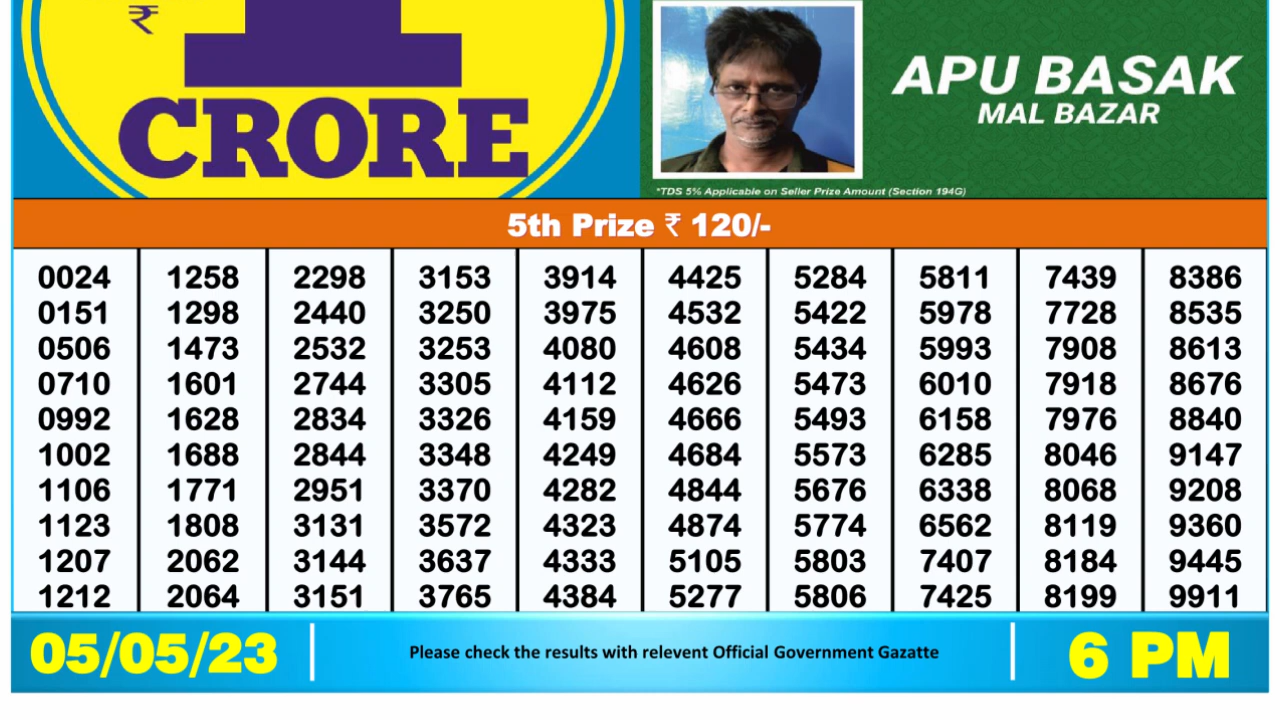 ₹
1
CRORE
APU BASAK
MAL BAZAR
*TDS 5% Applicable on Seller Prize Amount (Section 194G)
5th Prize ₹ 120/-
0024 1258 2298 3153 3914 4425 5284 5811 7439 8386
0151 1298 2440 3250 3975 4532 5422 5978 7728 8535
0506 1473 2532 3253 4080 4608 5434 5993 7908 8613
0710 1601 2744 3305 4112 4626 5473 6010 7918 8676
0992 1628 2834 3326 4159 4666 5493 6158 7976 8840
1002 1688 2844 3348 4249 4684 5573 6285 8046 9147
1106 1771 2951 3370 4282 4844 5676 6338 8068 9208
1123 1808 3131 3572 4323 4874 5774 6562 8119 9360
1207 2062 3144 3637 4333 5105 5803 7407 8184 9445
1212 2064 3151 3765 4384 5277 5806 7425 8199 9911
05/05/23 Please check the results with relevent Official Government Gazatte 6 PM